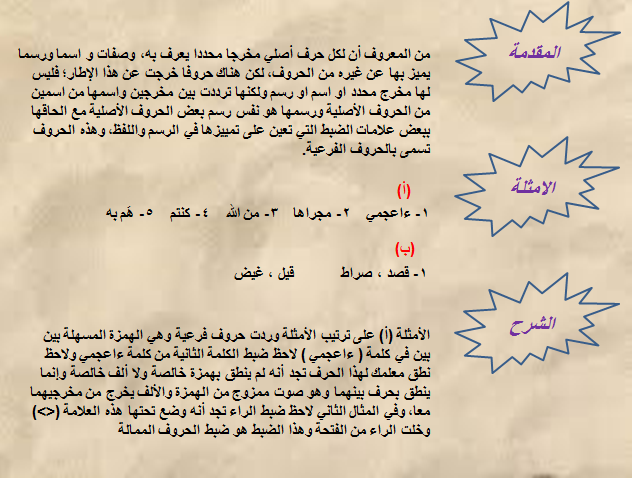 المقدمة
من المعروف أن لكل حرف أصلي مخرجا محددا يعرف به، وصفات و اسما ورسما
يميز بها عن غيره من الحروف، لكن هناك حروفا خرجت عن هذا الإطار؛ فليس
لها مخرج محدد او اسم او رسم ولكنها ترددت بين مخرجين واسمها من اسمين
من الحروف الأصلية ورسمها هو نفس رسم بعض الحروف الأصلية مع الحاقها
ببعض علامات الضبط التي تعين على تمييزها في الرسم واللفظ، وهذه الحروف
تسمى بالحروف الفرعية.
الامثلة
(أ)
١- ءاعجمي ٢- مجراها ٣- من الله ٤- كنتم ٥- هَم به
(ب)
١- قصد ، صراط قيل ، غيض
الشرح
الأمثلة (أ) على ترتيب الأمثلة وردت حروف فرعية وهي الهمزة المسهلة بين
بين في كلمة ( ءاعجمي ) لاحظ ضبط الكلمة الثانية من كلمة ءاعجمي ولاحظ
نطق معلمك لهذا الحرف تجد أنه لم ينطق بهمزة خالصة ولا ألف خالصة وإنما
ينطق بحرف بينهما وهو صوت ممزوج من الهمزة والألف يخرج من مخرجيهما
معا، وفي المثال الثاني لاحظ ضبط الراء تجد أنه وضع تحتها هذه العلامة (<>)
وخلت الراء من الفتحة وهذا الضبط هو ضبط الحروف الممالة